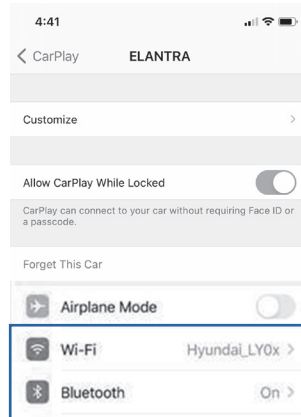 4:41
CarPlay ELANTRA
Customize
Allow CarPlay While Locked
CarPlay can connect to your car without requiring Face ID or
a passcode.
Forget This Car
Airplane Mode
Wi-Fi Hyundai_LY0x
Bluetooth On